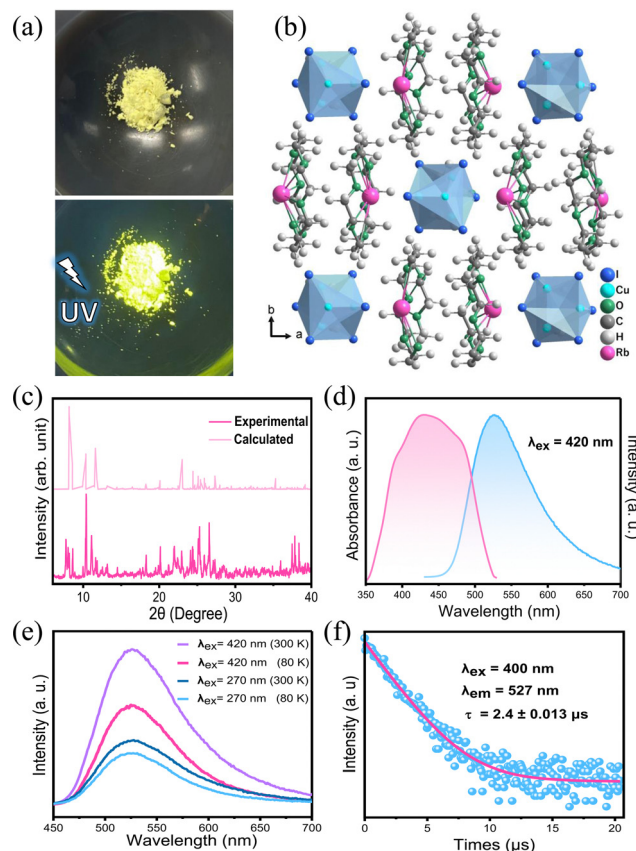 (a)
UV
(b)
I
Cu
O
C
H
Rb
b
a
(c)
Experimental
Calculated
Intensity (arb. unit)
10
20
30
40
2θ (Degree)
(d)
λex = 420 nm
Absorbance (a. u.)
Intensity (a. u.)
350
400
450
500
550
600
700
Wavelength (nm)
(e)
λex= 420 nm (300 K)
λex= 420 nm (80 K)
λex= 270 nm (300 K)
λex= 270 nm (80 K)
Intensity (a. u.)
450
500
550
600
650
700
Wavelength (nm)
(f)
λex = 400 nm
λem = 527 nm
τ = 2.4 ± 0.013 μs
Intensity (a. u)
0
5
10
15
20
Times (μs)